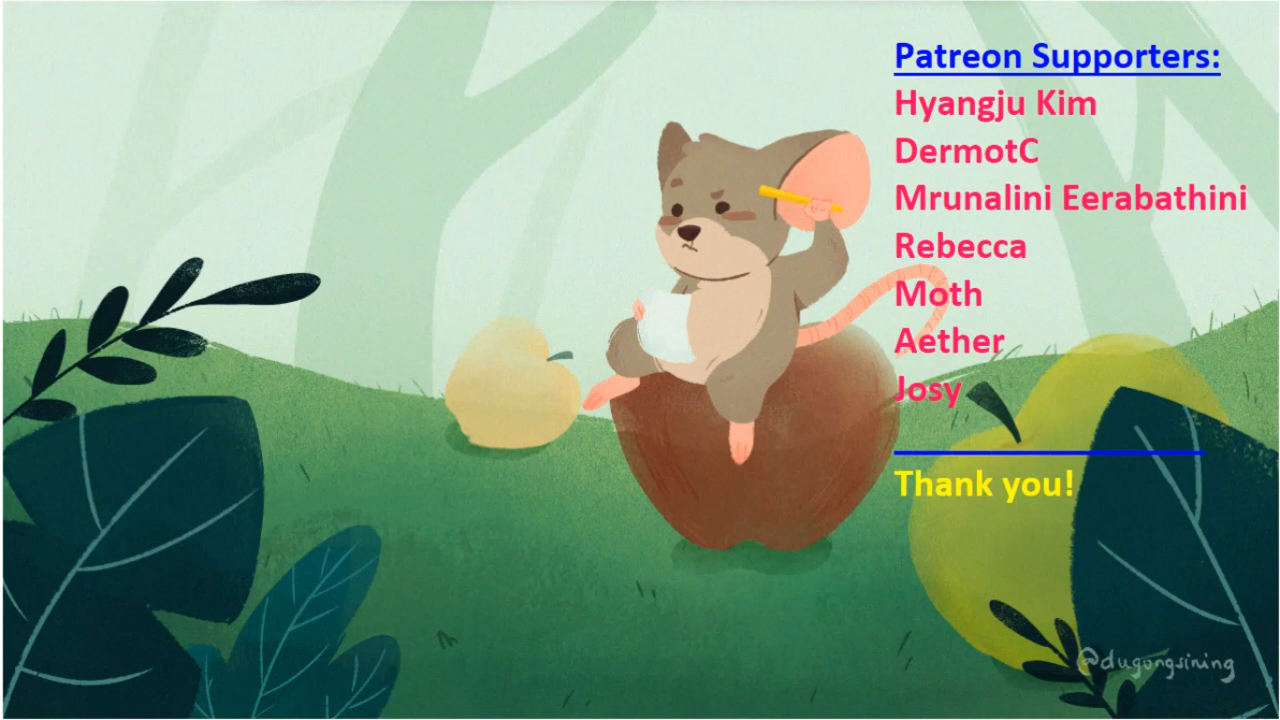 Patreon Supporters:
Hyangju Kim
DermotC
Mrunalini Eerabathini
Rebecca
Moth
Aether
Josy
Thank you!
@dugongsining